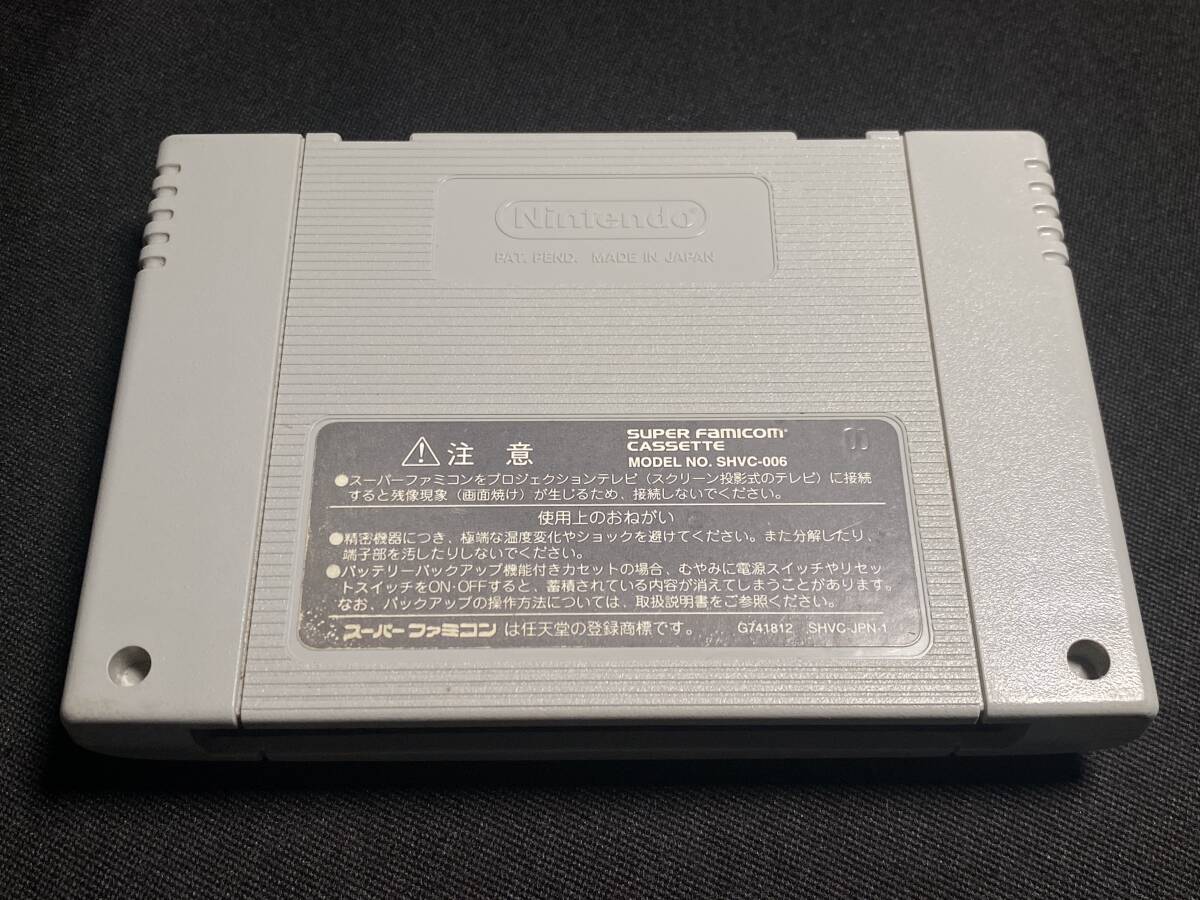 Nintendo®
PAT. PEND. MADE IN JAPAN
⚠注意
SUPER FAMICOM
CASSETTE
MODEL NO. SHVC-006
●スーパーファミコンをプロジェクションテレビ（スクリーン投影式のテレビ）に接続
すると残像現象（画面焼け）が生じるため、接続しないでください。
使用上のおねがい
●精密機器につき、極端な温度変化やショックを避けてください。また分解したり、
端子部を汚したりしないでください。
●バッテリーバックアップ機能付きカセットの場合、むやみに電源スイッチやリセッ
トスイッチをON・OFFすると、蓄積されている内容が消えてしまうことがあります。
なお、バックアップの操作方法については、取扱説明書をご参照ください。
スーパーファミコンは任天堂の登録商標です。 G741812 SHVC-JPN-1